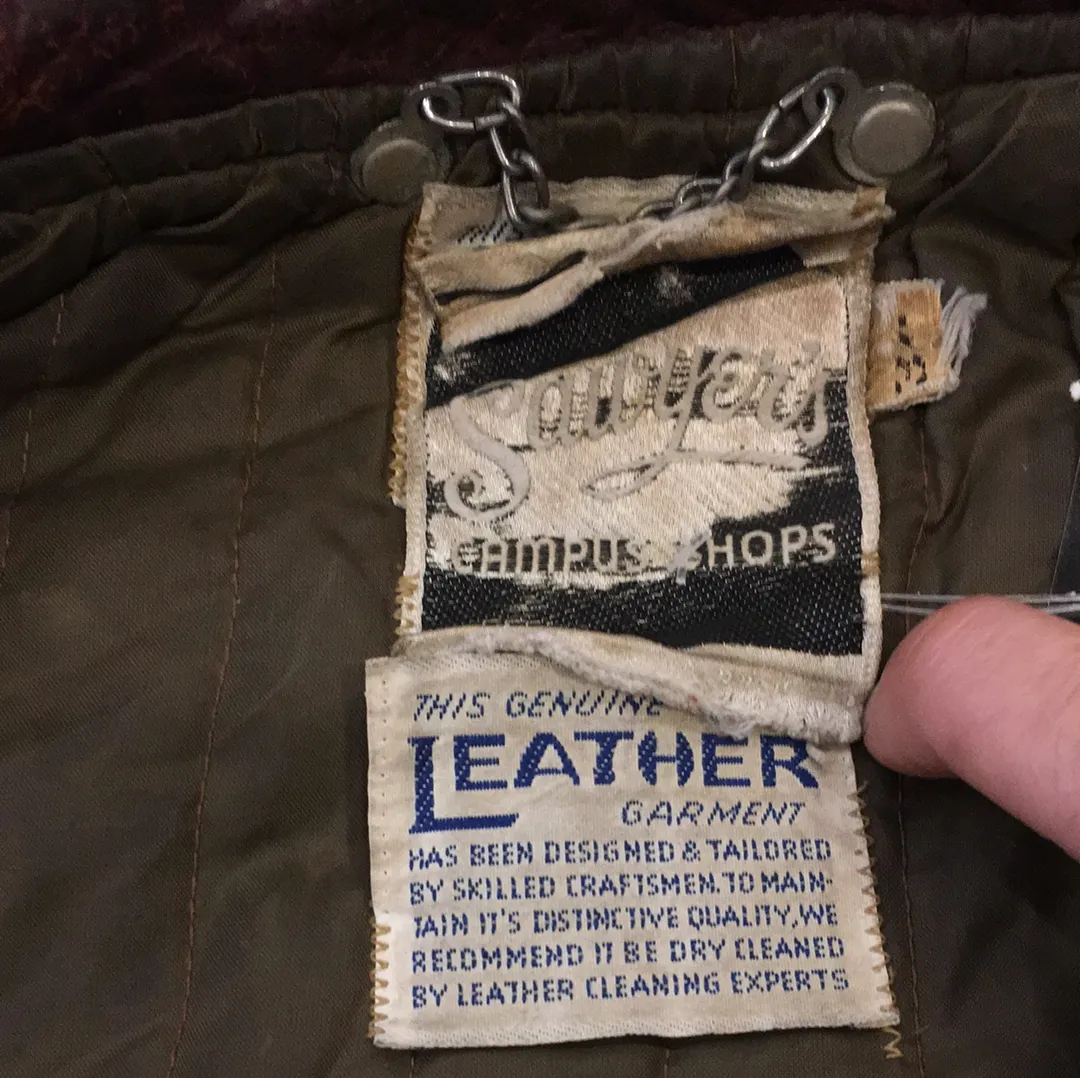 Sawyer's
CAMPUS SHOPS
THIS GENUINE
LEATHER
GARMENT
HAS BEEN DESIGNED & TAILORED
BY SKILLED CRAFTSMEN. TO MAIN-
TAIN IT'S DISTINCTIVE QUALITY, WE
RECOMMEND IT BE DRY CLEANED
BY LEATHER CLEANING EXPERTS